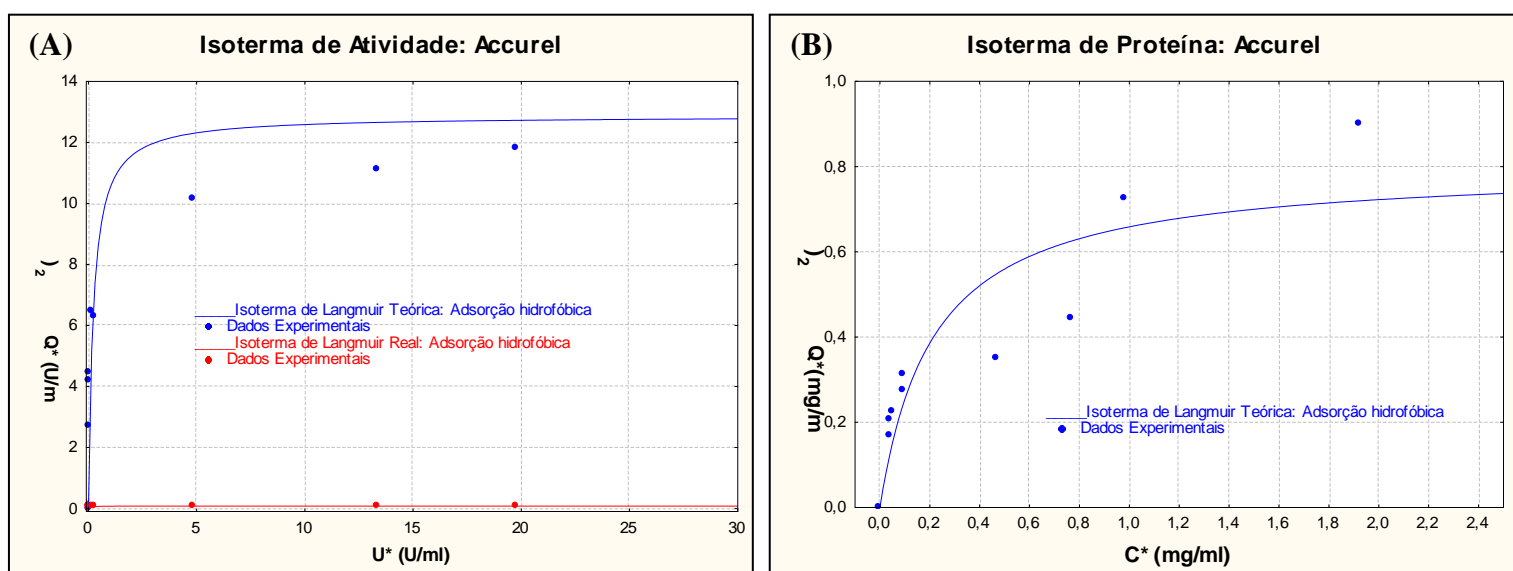 (A)
Isoterma de Atividade: Accurel
14
12
10
8
6
4
2
0
Q* (U/m
2
)
_____Isoterma de Langmuir Teórica: Adsorção hidrofóbica
Dados Experimentais
_____Isoterma de Langmuir Real: Adsorção hidrofóbica
Dados Experimentais
0 5 10 15 20 25 30
U* (U/ml)
(B)
Isoterma de Proteína: Accurel
1,0
0,8
0,6
0,4
0,2
0,0
Q*(mg/m
2
)
_____Isoterma de Langmuir Teórica: Adsorção hidrofóbica
Dados Experimentais
0,0 0,2 0,4 0,6 0,8 1,0 1,2 1,4 1,6 1,8 2,0 2,2 2,4
C* (mg/ml)